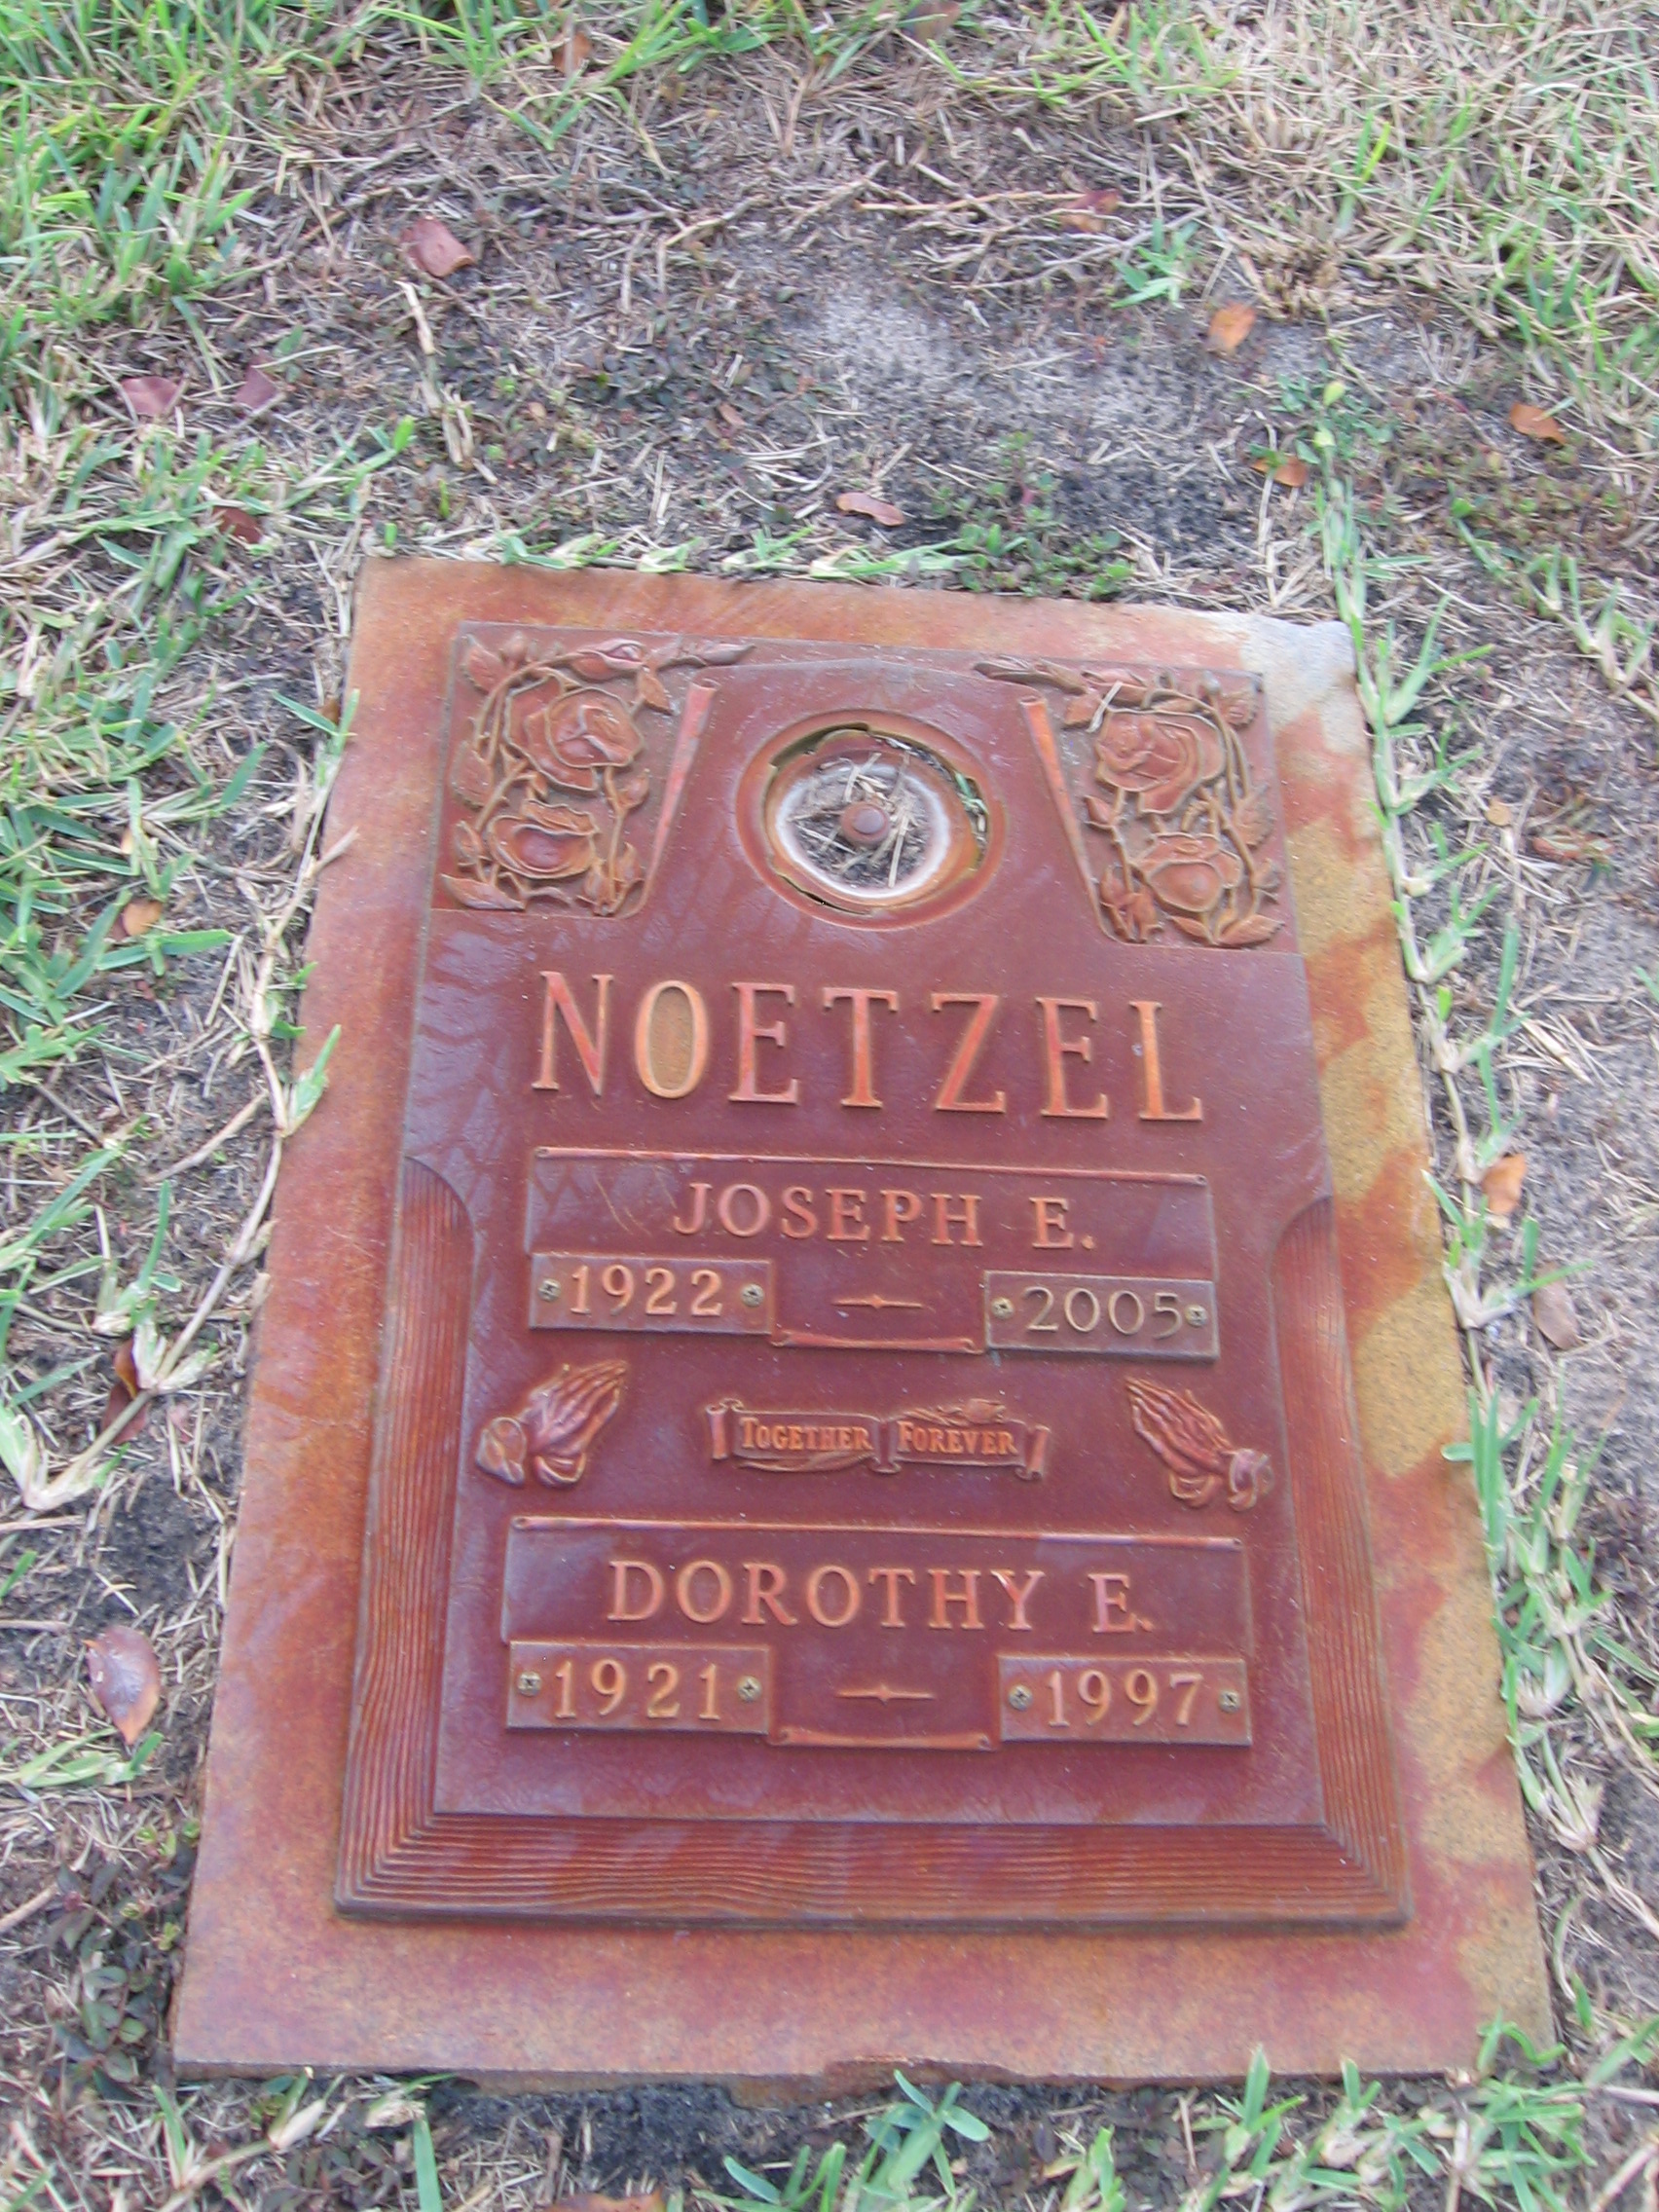 NOETZEL
JOSEPH E.
1922 — 2005
TOGETHER FOREVER
DOROTHY E.
1921 — 1997